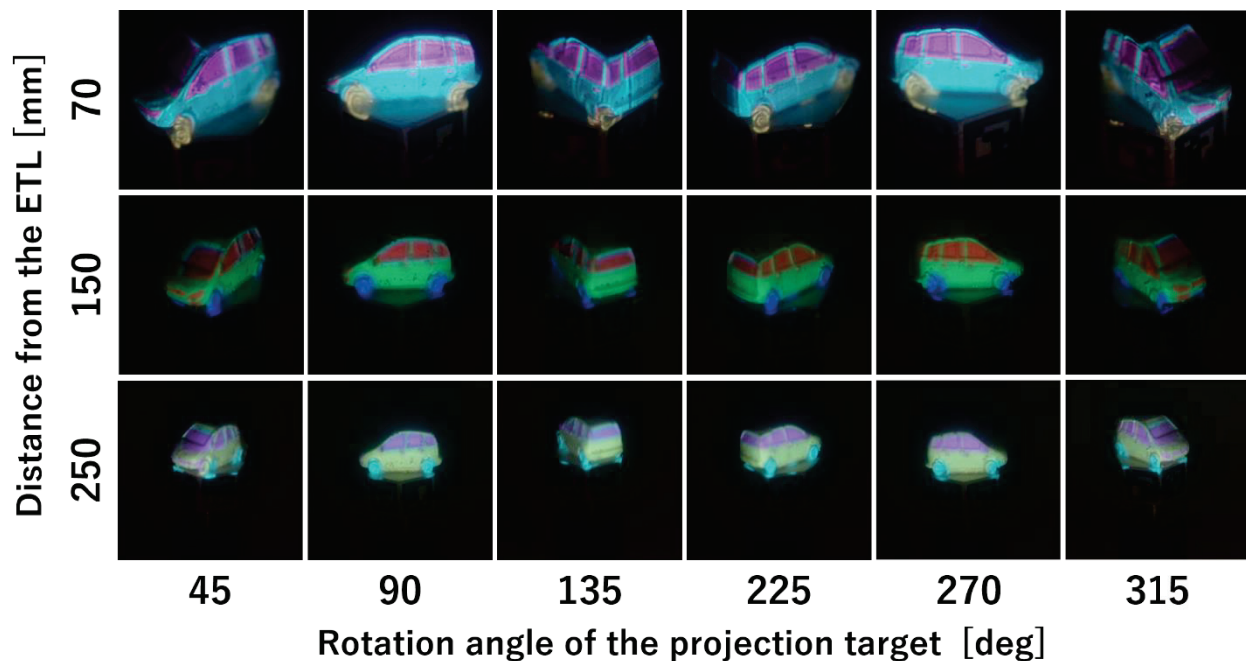 Distance from the ETL [mm]
70
150
250
45 90 135 225 270 315
Rotation angle of the projection target [deg]